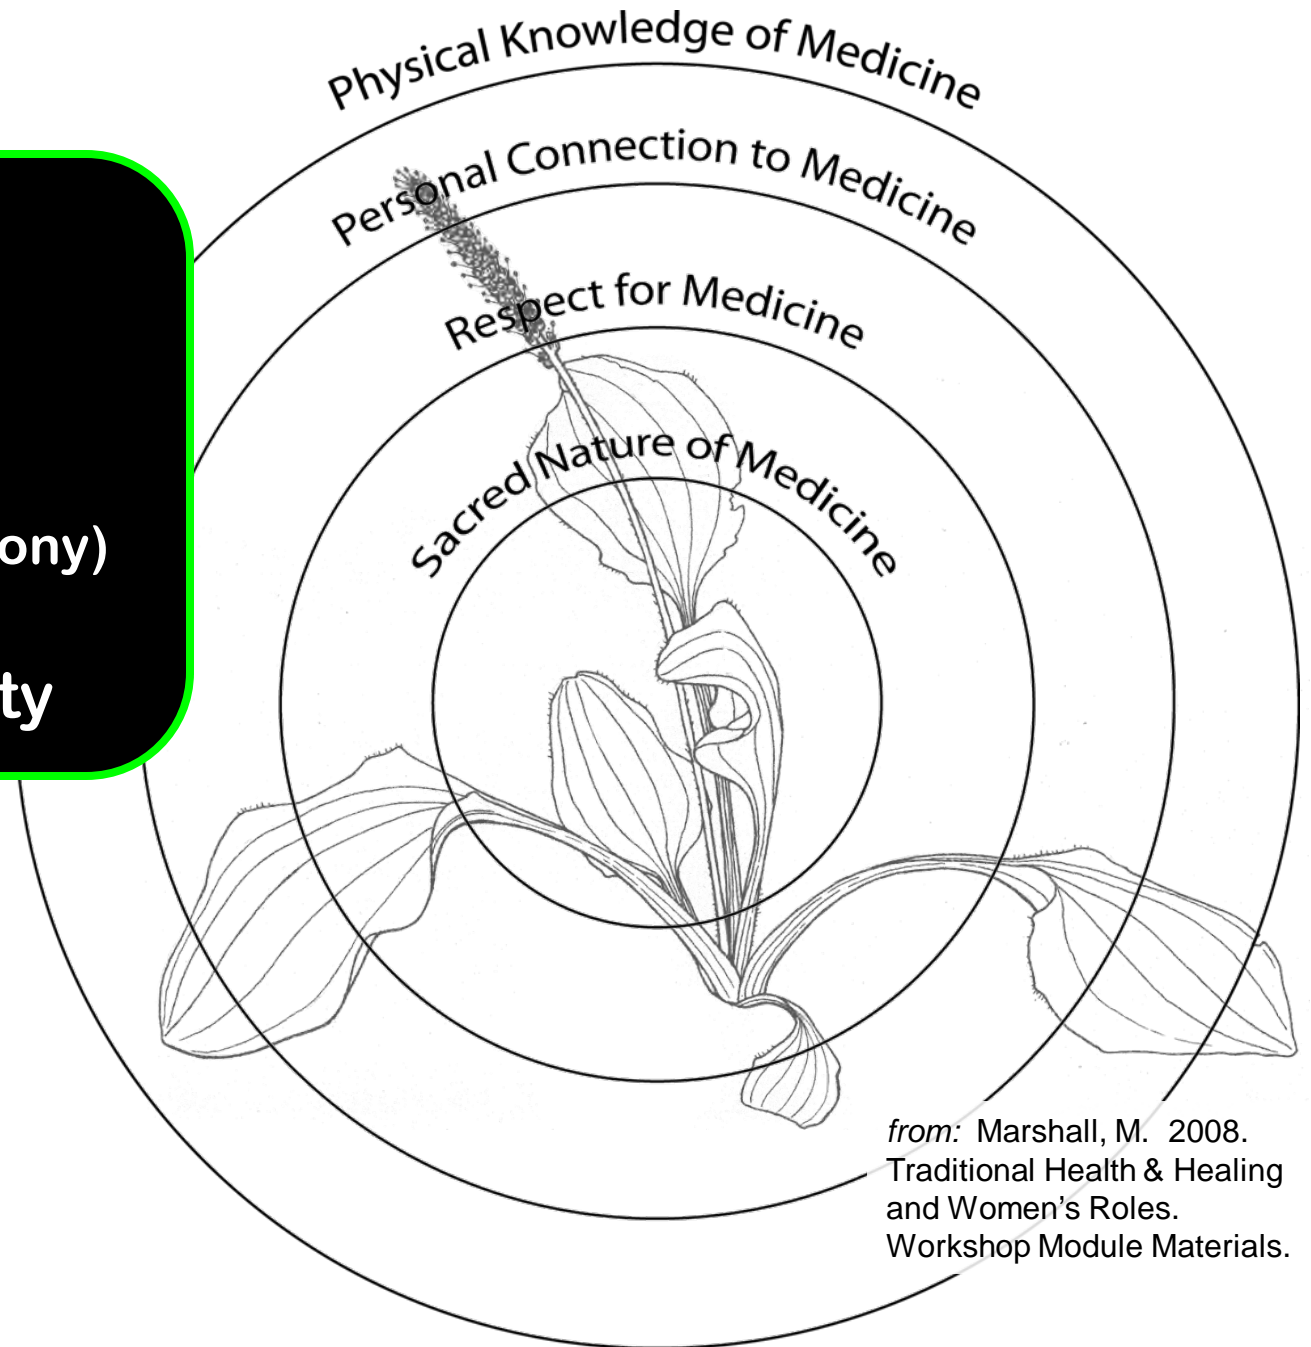 Physical Knowledge of Medicine
Personal Connection to Medicine
Respect for Medicine
Sacred Nature of Medicine
ony)
ty
from: Marshall, M. 2008.
Traditional Health & Healing
and Women's Roles.
Workshop Module Materials.